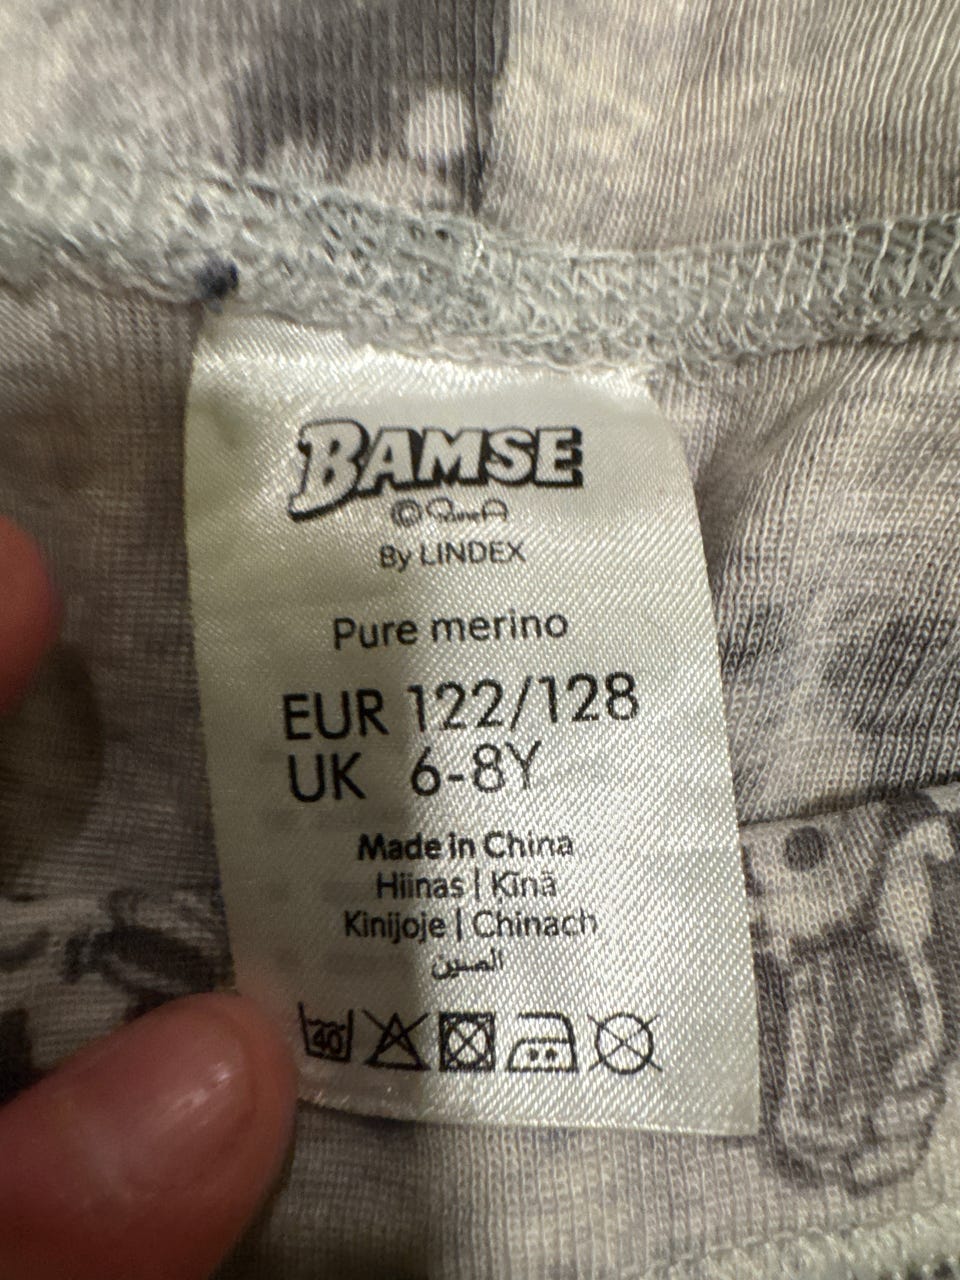 BAMSE
©
By LINDEX
Pure merino
EUR 122/128
UK 6-8Y
Made in China
Hiinas | Ķīnā
Kinijoje | Chinach
الصين
40